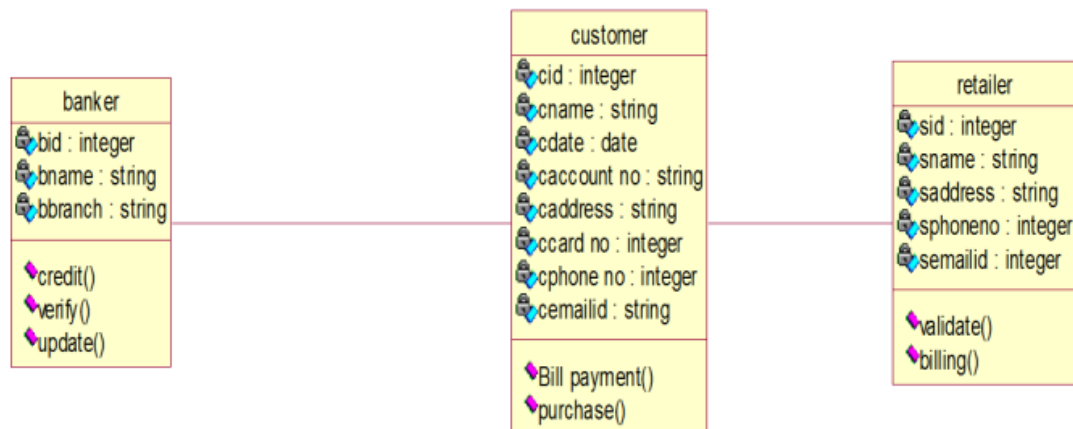 banker
bid : integer
bname : string
bbranch : string
credit()
verify()
update()
customer
cid : integer
cname : string
cdate : date
caccount no : string
caddress : string
ccard no : integer
cphone no : integer
cemailid : string
Bill payment()
purchase()
retailer
sid : integer
sname : string
saddress : string
sphoneno : integer
semailid : integer
validate()
billing()